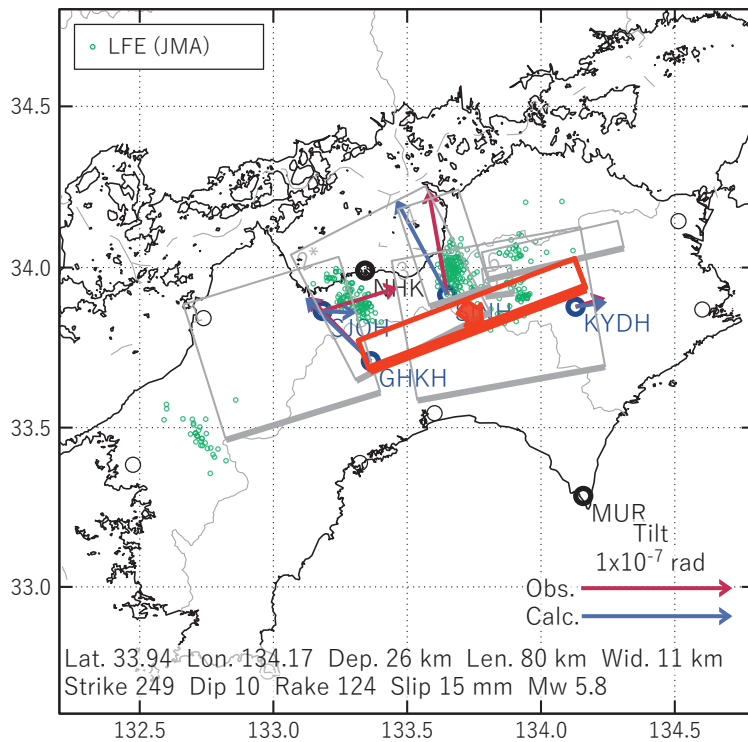 LFE (JMA)
34.5
34.0
33.5
33.0
NHK
JOH
SMH
KYDH
GHKH
MUR
Tilt
1x10⁻⁷ rad
Obs.
Calc.
Lat. 33.94 Lon. 134.17 Dep. 26 km Len. 80 km Wid. 11 km
Strike 249 Dip 10 Rake 124 Slip 15 mm Mw 5.8
132.5 133.0 133.5 134.0 134.5